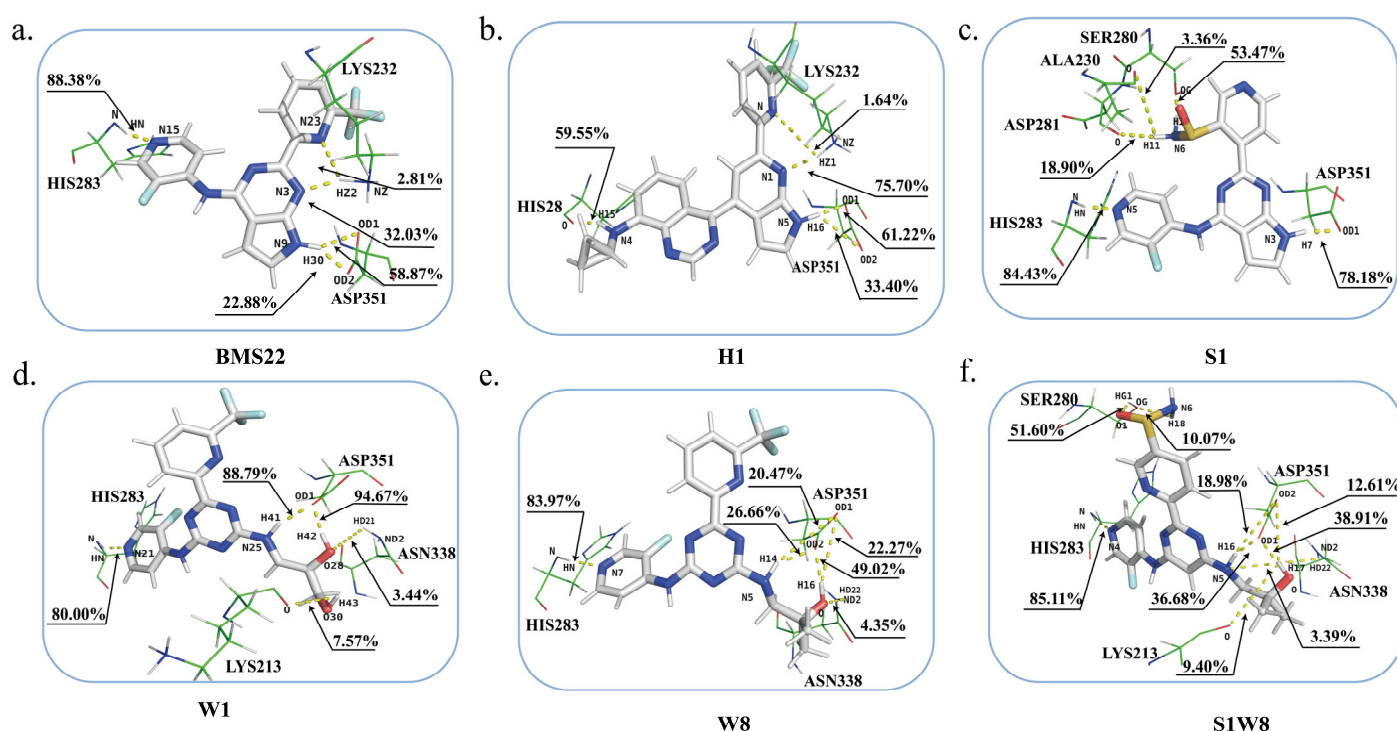 a.
88.38%
N
HN
N15
HIS283
LYS232
N23
2.81%
N3
HZ2
NZ
32.03%
N9
OD1
H30
OD2
58.87%
22.88%
ASP351
BMS22
b.
LYS232
N
1.64%
NZ
HZ1
59.55%
N1
75.70%
HIS28
H15
O
N4
N5
OD1
H16
61.22%
OD2
ASP351
33.40%
H1
c.
SER280
3.36%
ALA230
53.47%
O
OG
ASP281
H1
O
H11
N6
18.90%
ASP351
HIS283
N
HN
N5
OD1
N3
H7
84.43%
78.18%
S1
d.
88.79%
ASP351
HIS283
OD1
94.67%
H41
HD21
N
H42
ND2
HN
N21
N25
O28
ASN338
80.00%
3.44%
O
H43
O30
7.57%
LYS213
W1
e.
20.47%
83.97%
ASP351
26.66%
OD1
N
OD2
22.27%
HN
H14
49.02%
N7
H16
N5
HD22
O
ND2
HIS283
4.35%
ASN338
W8
f.
SER280
HG1
OG
N6
O1
H18
51.60%
10.07%
18.98%
ASP351
12.61%
OD2
N
38.91%
HN
OD1
HIS283
H16
ND2
N4
H17
HD22
N5
85.11%
36.68%
O
ASN338
O
LYS213
3.39%
9.40%
S1W8